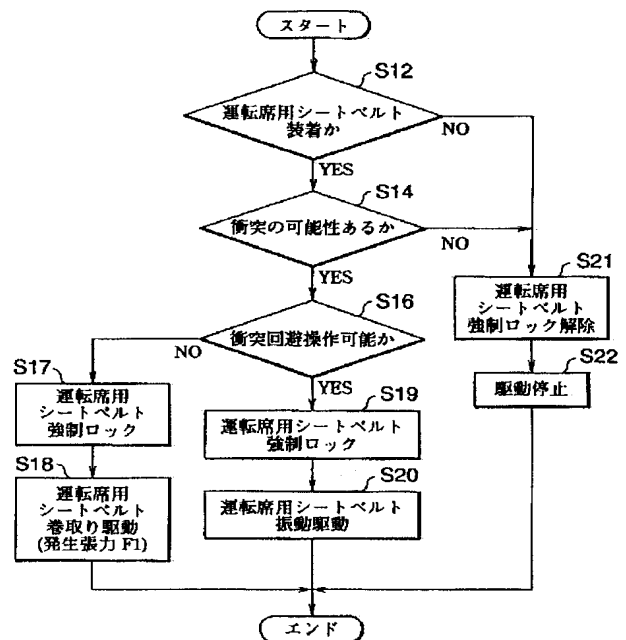 スタート
S12
運転席用シートベルト
装着か
NO
YES
S14
衝突の可能性あるか
NO
YES
S21
運転席用
シートベルト
強制ロック解除
S16
衝突回避操作可能か
NO
YES
S22
駆動停止
S17
運転席用
シートベルト
強制ロック
S19
運転席用シートベルト
強制ロック
S18
運転席用
シートベルト
巻取り駆動
(発生張力 F1)
S20
運転席用シートベルト
振動駆動
エンド